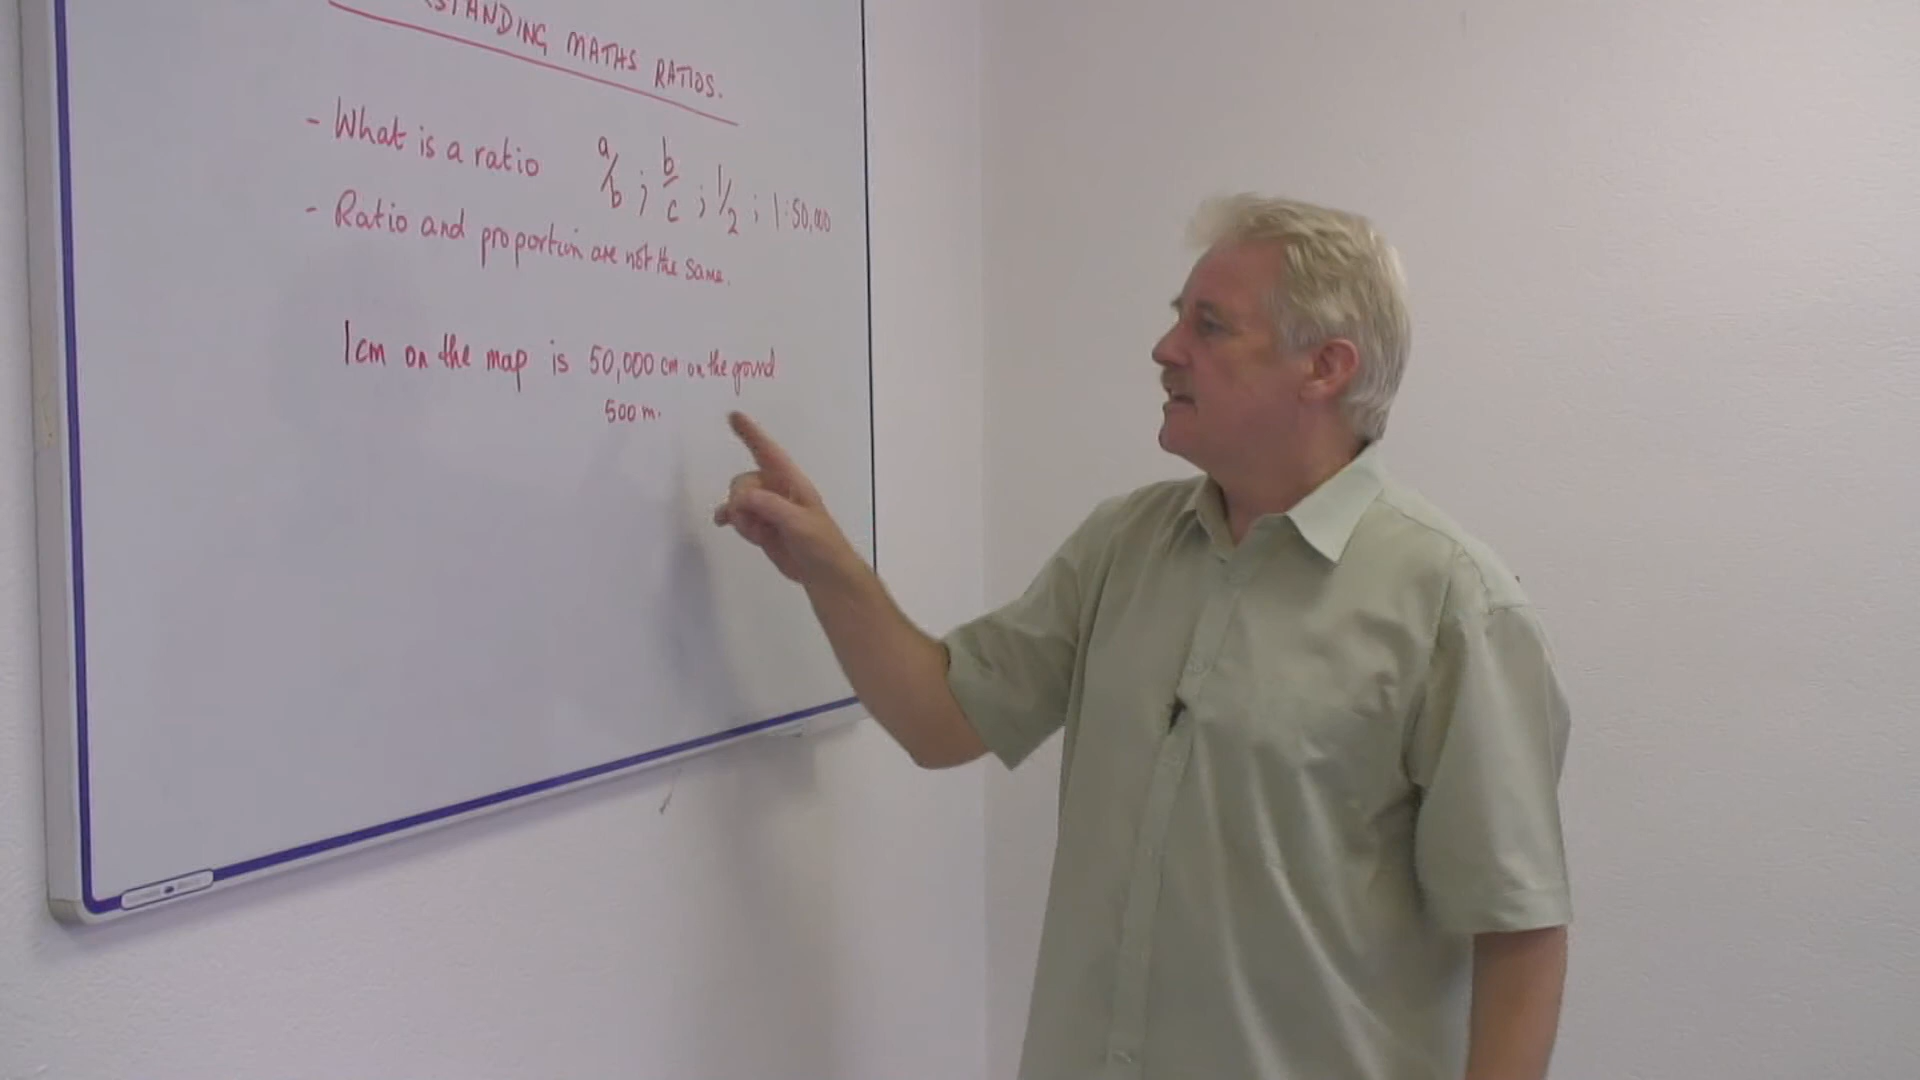 STANDING MATHS RATIOS.
- What is a ratio a/b ; b/c ; 1/2 ; 1:50,000
- Ratio and proportion are not the same.
1cm on the map is 50,000 cm on the ground
500 m.